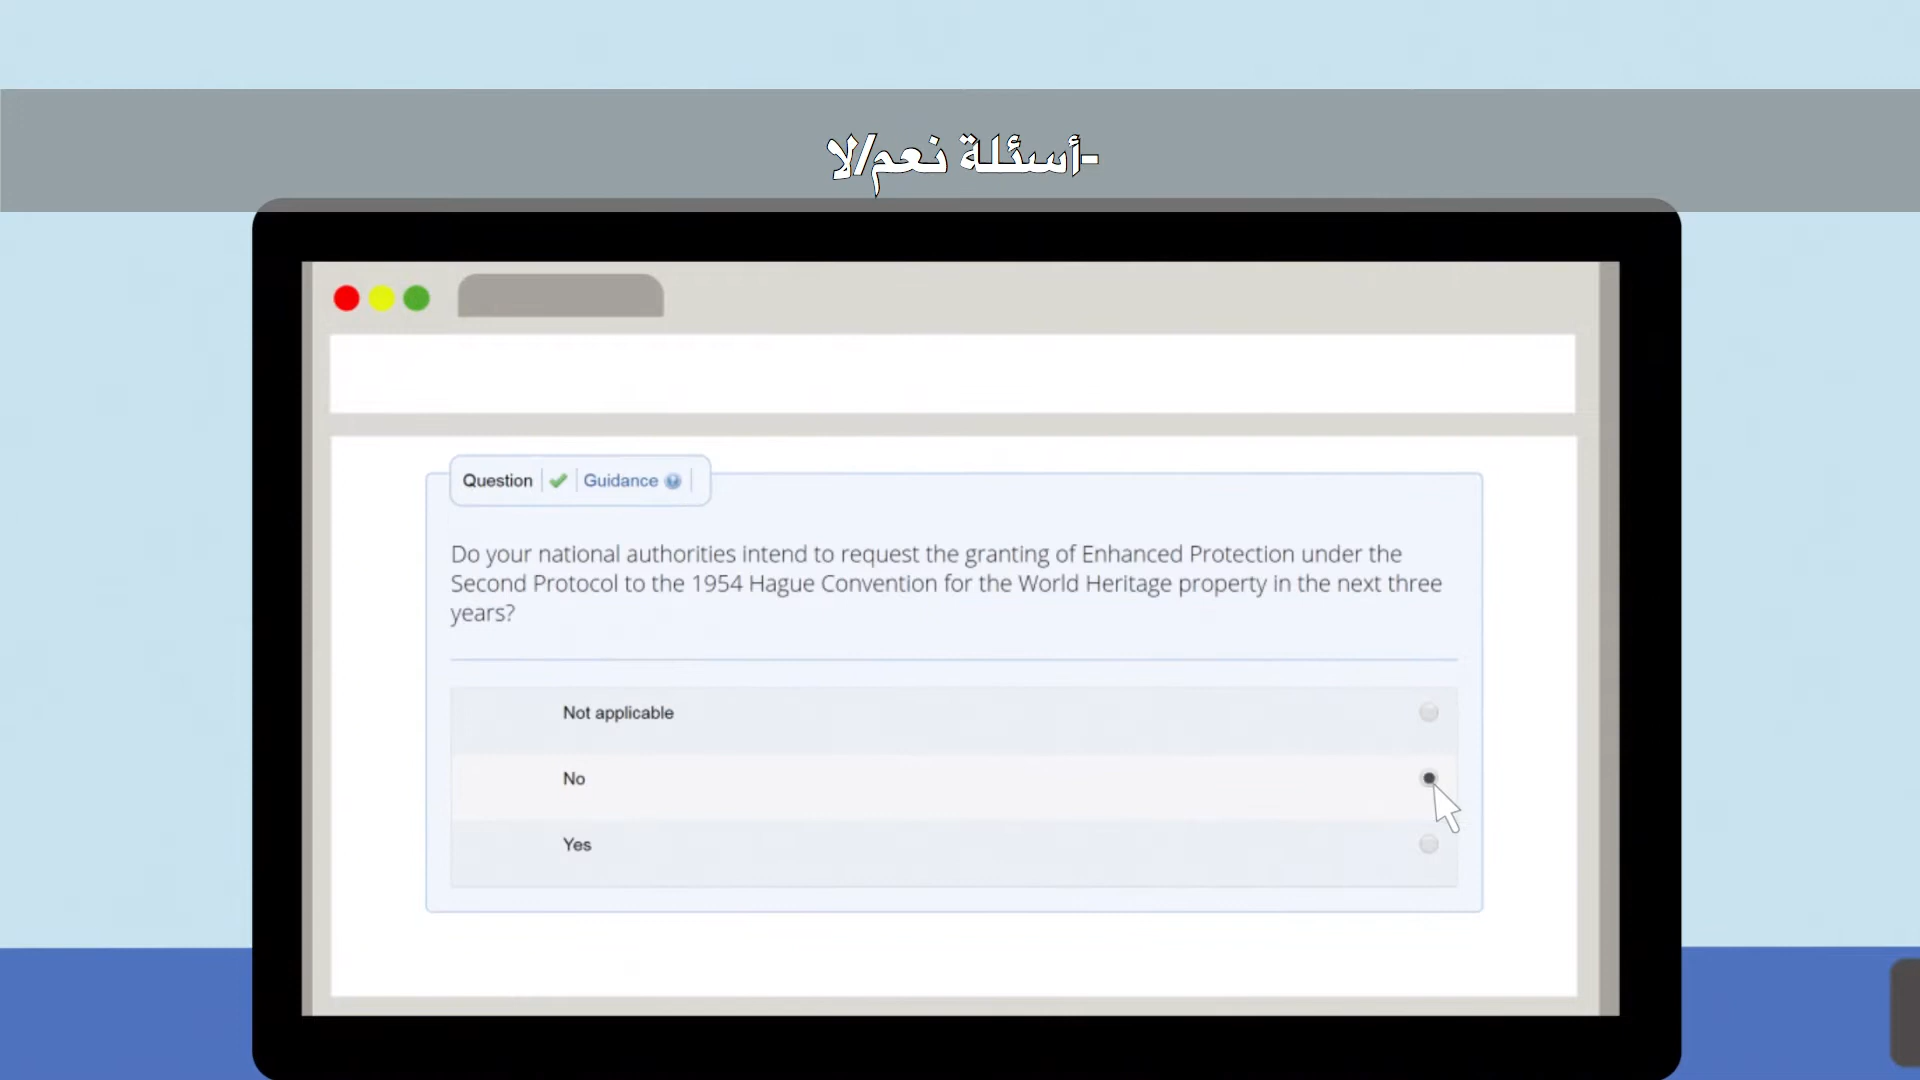 -أسئلة نعم/لا
Question Guidance
Do your national authorities intend to request the granting of Enhanced Protection under the
Second Protocol to the 1954 Hague Convention for the World Heritage property in the next three
years?
Not applicable
No
Yes